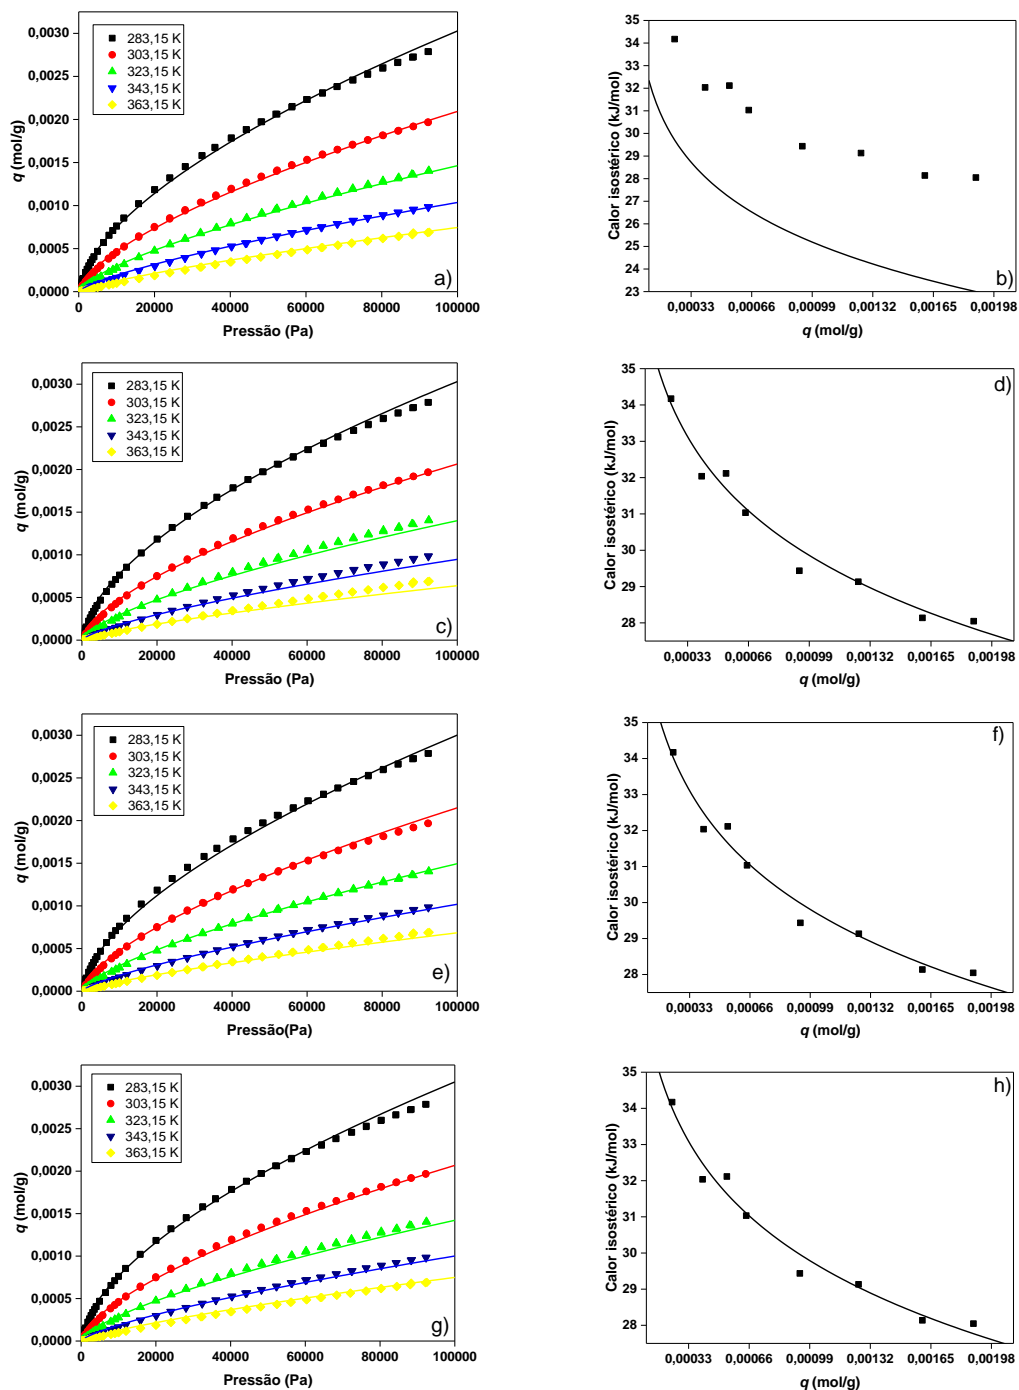 0,0030
0,0025
0,0020
0,0015
0,0010
0,0005
0,0000
q (mol/g)
283,15 K
303,15 K
323,15 K
343,15 K
363,15 K
a)
0
20000
40000
60000
80000
100000
Pressão (Pa)
35
34
33
32
31
30
29
28
27
26
25
24
23
Calor isostérico (kJ/mol)
b)
0,00033
0,00066
0,00099
0,00132
0,00165
0,00198
q (mol/g)
0,0030
0,0025
0,0020
0,0015
0,0010
0,0005
0,0000
q (mol/g)
283,15 K
303,15 K
323,15 K
343,15 K
363,15 K
c)
0
20000
40000
60000
80000
100000
Pressão (Pa)
35
34
33
32
31
30
29
28
Calor isostérico (kJ/mol)
d)
0,00033
0,00066
0,00099
0,00132
0,00165
0,00198
q (mol/g)
0,0030
0,0025
0,0020
0,0015
0,0010
0,0005
0,0000
q (mol/g)
283,15 K
303,15 K
323,15 K
343,15 K
363,15 K
e)
0
20000
40000
60000
80000
100000
Pressão(Pa)
35
34
33
32
31
30
29
28
Calor isostérico (kJ/mol)
f)
0,00033
0,00066
0,00099
0,00132
0,00165
0,00198
q (mol/g)
0,0030
0,0025
0,0020
0,0015
0,0010
0,0005
0,0000
q (mol/g)
283,15 K
303,15 K
323,15 K
343,15 K
363,15 K
g)
0
20000
40000
60000
80000
100000
Pressão (Pa)
35
34
33
32
31
30
29
28
Calor isostérico (kJ/mol)
h)
0,00033
0,00066
0,00099
0,00132
0,00165
0,00198
q (mol/g)